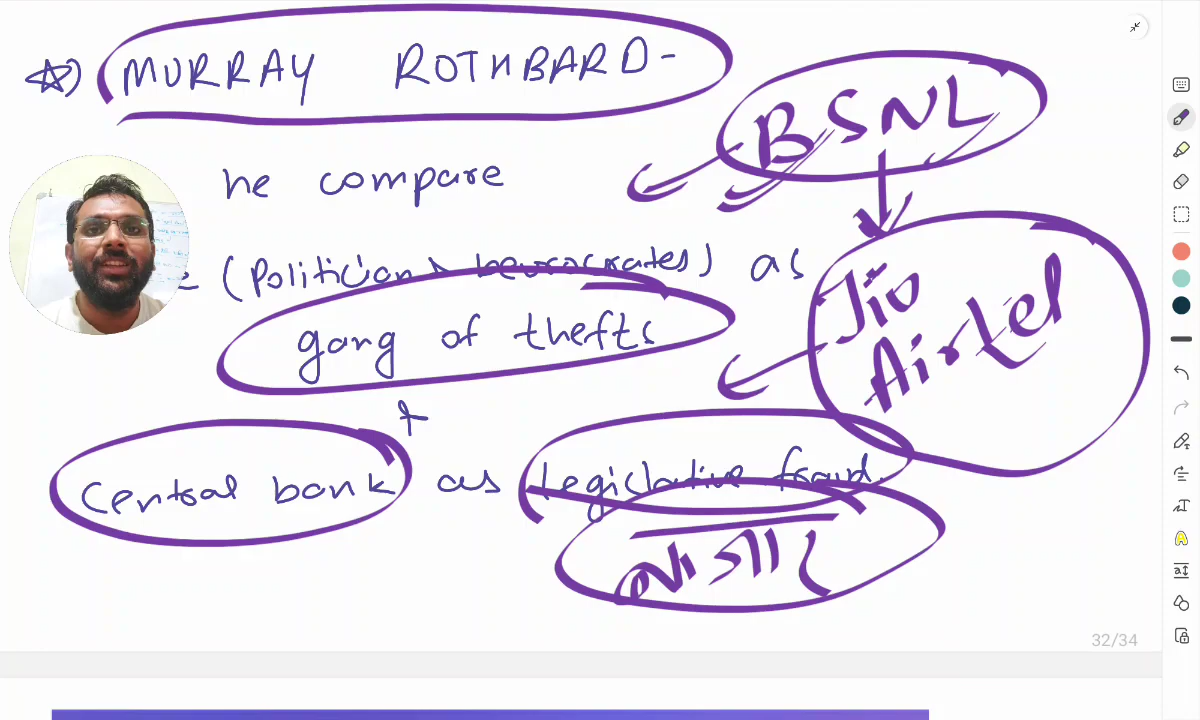 MURRAY ROTHBARD-
BSNL
he compare
(Politician & beurocrates) as
Jio
Airtel
gang of thefts
+
Central bank as Legislative fraud.
32/34